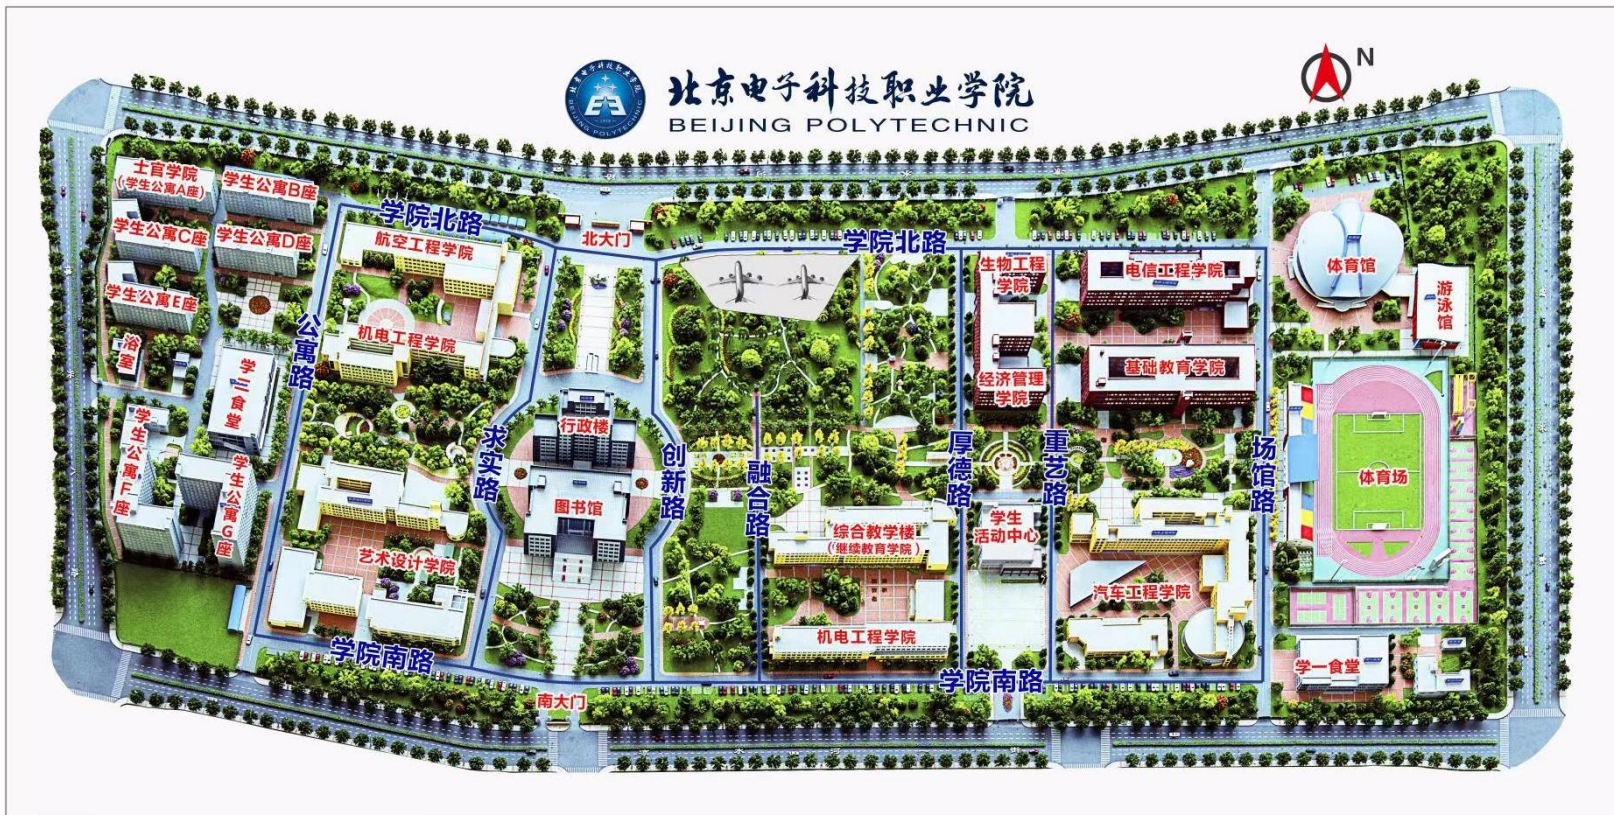 北京电子科技职业学院
BEIJING POLYTECHNIC
N
士官学院
(学生公寓A座)
学生公寓B座
学院北路
北大门
学院北路
学生公寓C座
学生公寓D座
航空工程学院
生物工程
学院
电信工程学院
体育馆
游泳馆
学生公寓E座
公寓路
机电工程学院
浴室
学二食堂
经济管理
学院
基础教育学院
学生公寓F座
学生公寓G座
求实路
行政楼
创新路
融合路
厚德路
重艺路
场馆路
体育场
图书馆
综合教学楼
(继续教育学院)
学生
活动中心
艺术设计学院
汽车工程学院
机电工程学院
学院南路
学院南路
学一食堂
南大门